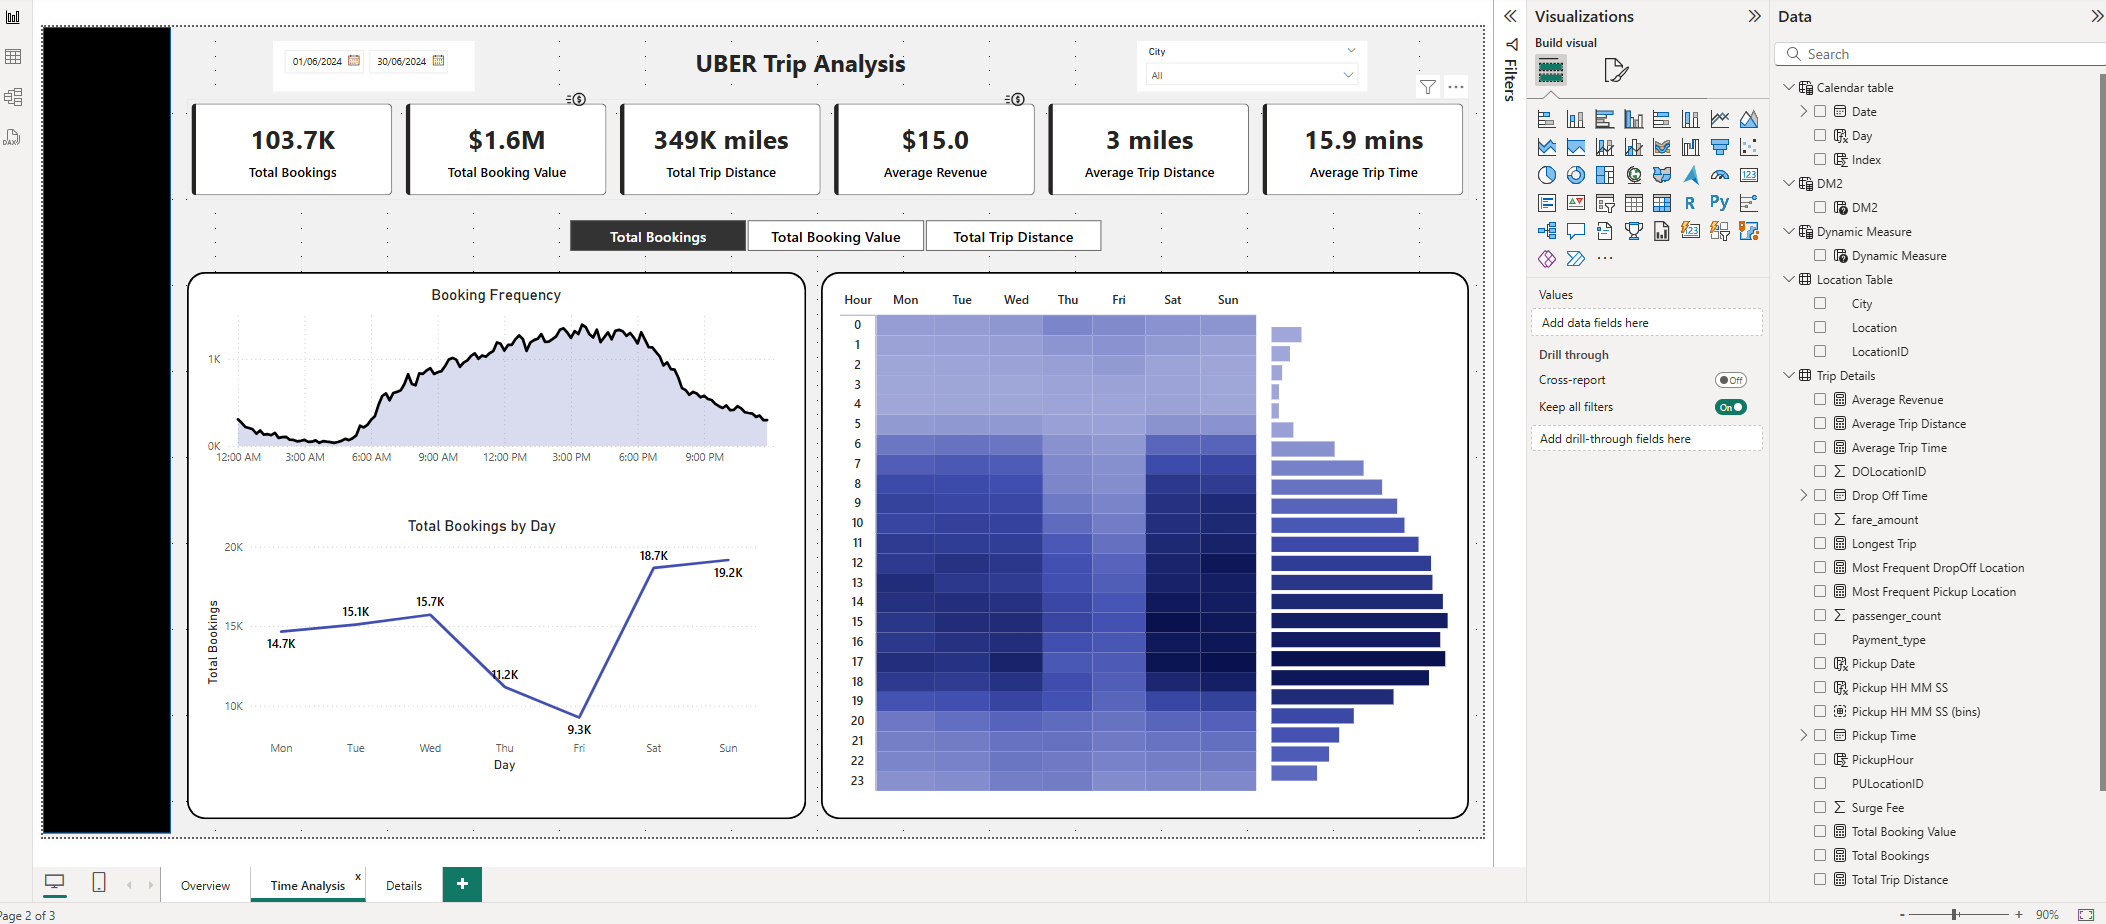 UBER Trip Analysis
01/06/2024 30/06/2024
City
All
103.7K
Total Bookings
$1.6M
Total Booking Value
349K miles
Total Trip Distance
$15.0
Average Revenue
3 miles
Average Trip Distance
15.9 mins
Average Trip Time
Total Bookings Total Booking Value Total Trip Distance
Booking Frequency
1K
0K
12:00 AM 3:00 AM 6:00 AM 9:00 AM 12:00 PM 3:00 PM 6:00 PM 9:00 PM
Total Bookings by Day
Total Bookings
20K
15K
10K
14.7K
15.1K
15.7K
11.2K
9.3K
18.7K
19.2K
Mon Tue Wed Thu Fri Sat Sun
Day
Hour Mon Tue Wed Thu Fri Sat Sun
0
1
2
3
4
5
6
7
8
9
10
11
12
13
14
15
16
17
18
19
20
21
22
23
Overview Time Analysis x Details +
Page 2 of 3
- + 90%
Filters
Visualizations
Build visual
123
R
Py
123
...
Values
Add data fields here
Drill through
Cross-report Off
Keep all filters On
Add drill-through fields here
Data
Search
Calendar table
Date
Day
Index
DM2
DM2
Dynamic Measure
Dynamic Measure
Location Table
City
Location
LocationID
Trip Details
Average Revenue
Average Trip Distance
Average Trip Time
DOLocationID
Drop Off Time
fare_amount
Longest Trip
Most Frequent DropOff Location
Most Frequent Pickup Location
passenger_count
Payment_type
Pickup Date
Pickup HH MM SS
Pickup HH MM SS (bins)
Pickup Time
PickupHour
PULocationID
Surge Fee
Total Booking Value
Total Bookings
Total Trip Distance